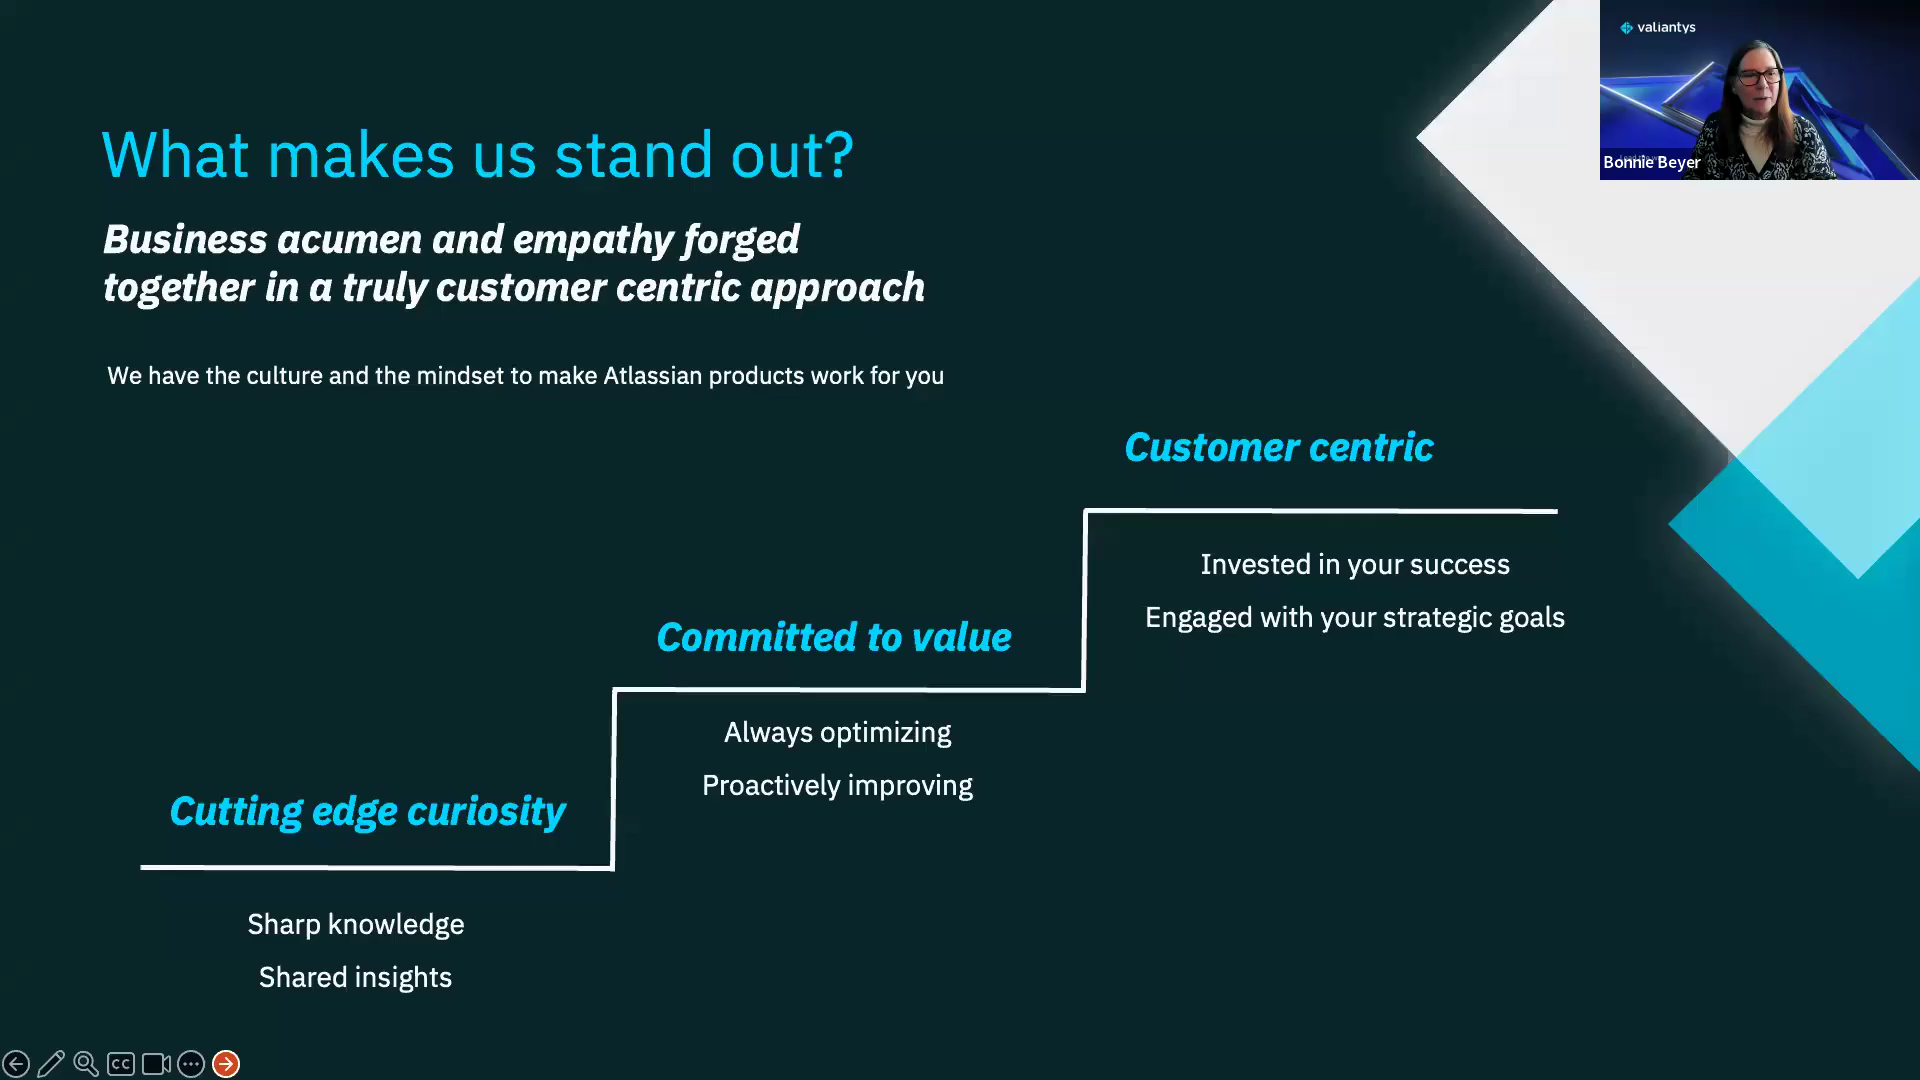 valiantys
Bonnie Beyer
What makes us stand out?
Business acumen and empathy forged
together in a truly customer centric approach
We have the culture and the mindset to make Atlassian products work for you
Customer centric
Invested in your success
Engaged with your strategic goals
Committed to value
Always optimizing
Proactively improving
Cutting edge curiosity
Sharp knowledge
Shared insights
CC